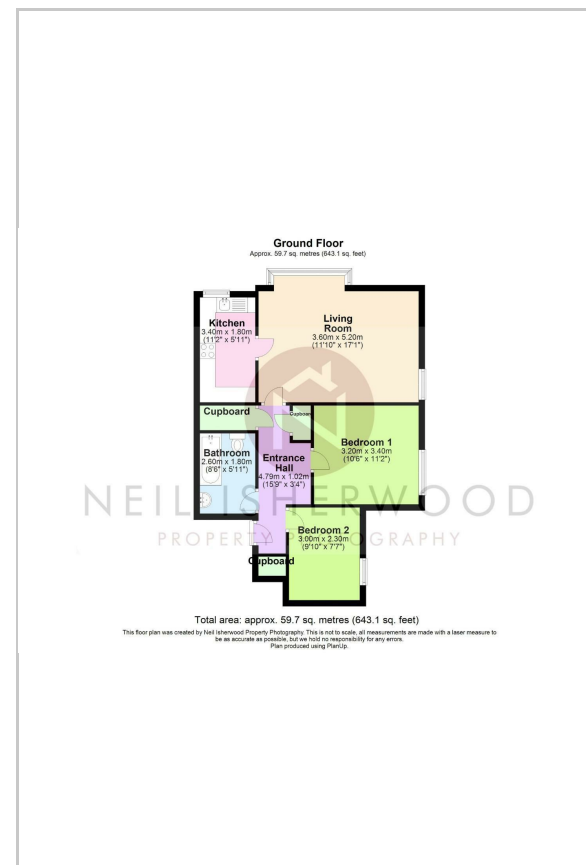 Ground Floor
Approx. 59.7 sq. metres (643.1 sq. feet)
Kitchen
3.40m x 1.80m
(11'2" x 5'11")
Living
Room
3.60m x 5.20m
(11'10" x 17'1")
Cupboard
Cupboard
Bathroom
2.60m x 1.80m
(8'6" x 5'11")
Entrance
Hall
4.79m x 1.02m
(15'9" x 3'4")
Bedroom 1
3.20m x 3.40m
(10'6" x 11'2")
NEIL ISHERWOOD
PROPERTY PHOTOGRAPHY
Bedroom 2
3.00m x 2.30m
(9'10" x 7'7")
Cupboard
Total area: approx. 59.7 sq. metres (643.1 sq. feet)
This floor plan was created by Neil Isherwood Property Photography. This is not to scale, all measurements are made with a laser measure to
be as accurate as possible, but we hold no responsibility for any errors.
Plan produced using PlanUp.